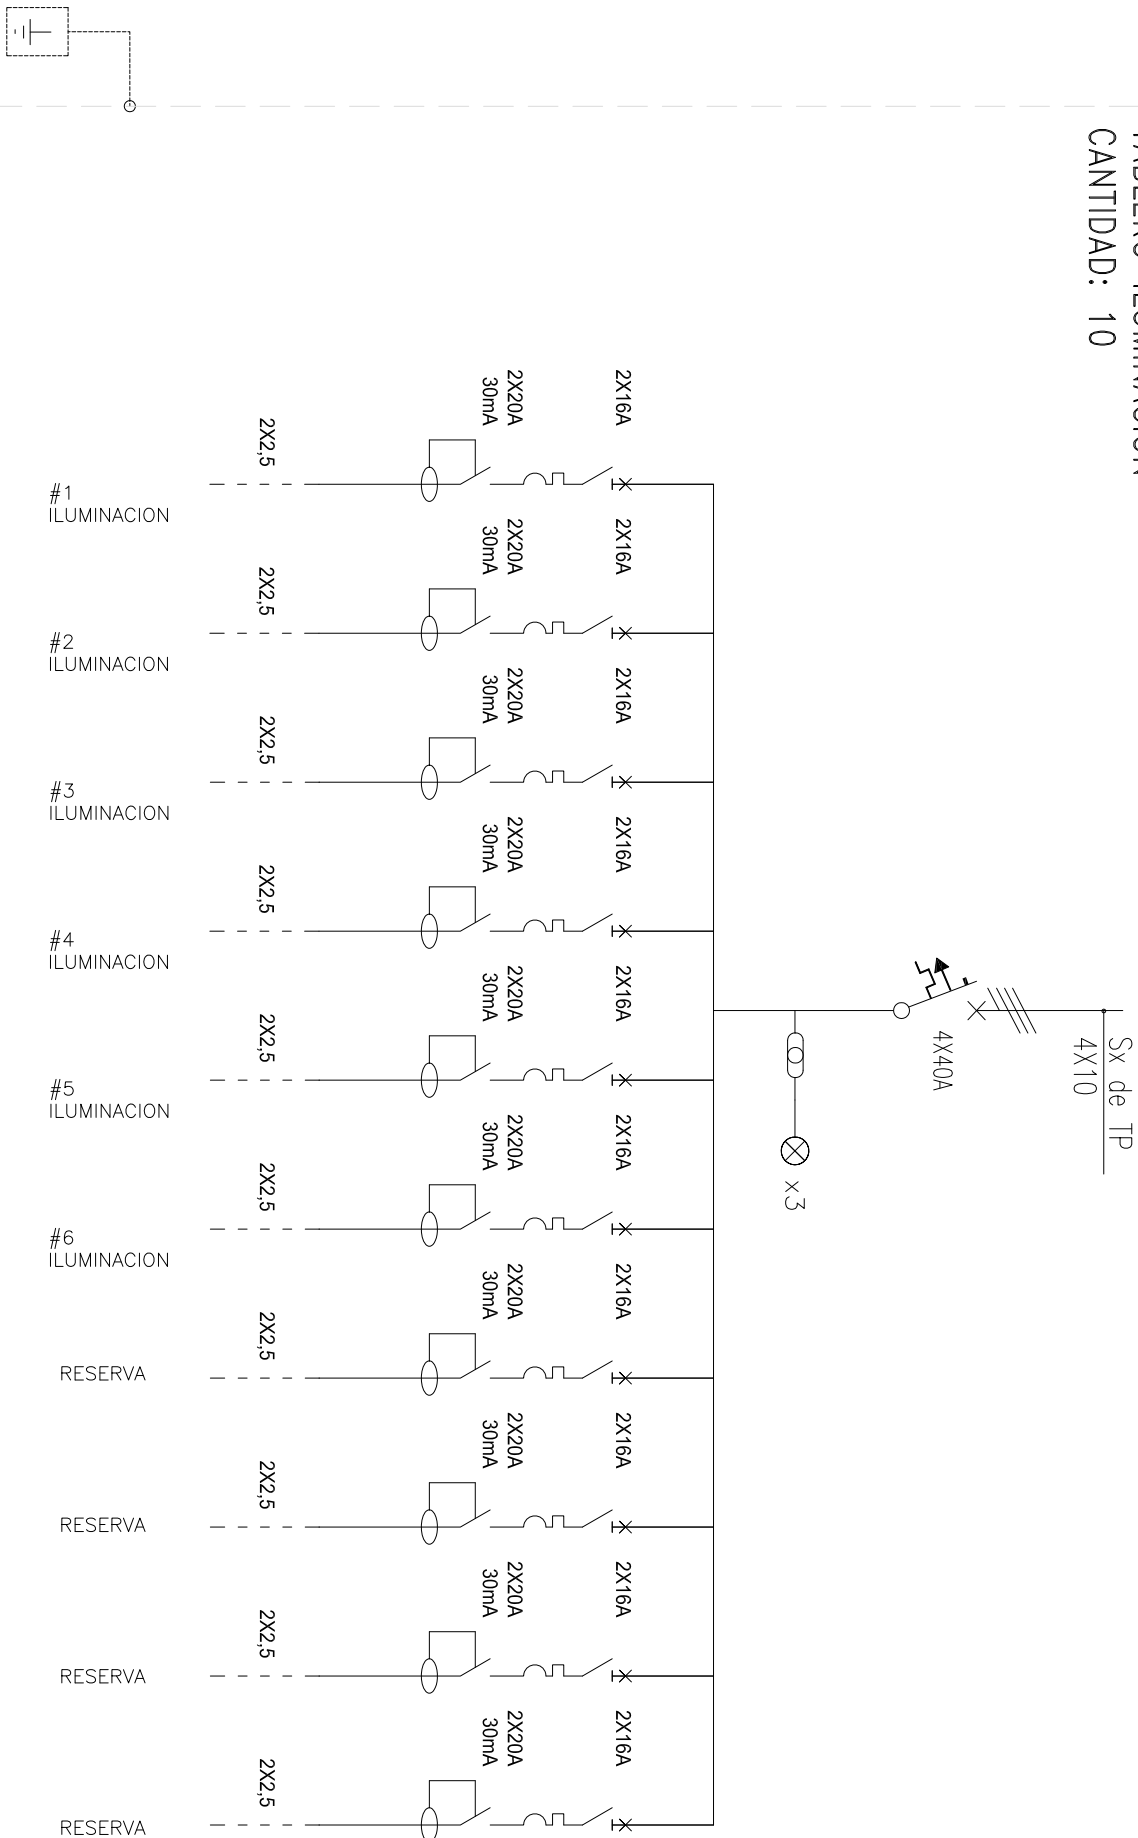 TABLERO ILUMINACION
CANTIDAD: 10
Sx de TP
4X10
4X40A
x3
2X16A
2X20A
30mA
2X2,5
#1
ILUMINACION
2X16A
2X20A
30mA
2X2,5
#2
ILUMINACION
2X16A
2X20A
30mA
2X2,5
#3
ILUMINACION
2X16A
2X20A
30mA
2X2,5
#4
ILUMINACION
2X16A
2X20A
30mA
2X2,5
#5
ILUMINACION
2X16A
2X20A
30mA
2X2,5
#6
ILUMINACION
2X16A
2X20A
30mA
2X2,5
RESERVA
2X16A
2X20A
30mA
2X2,5
RESERVA
2X16A
2X20A
30mA
2X2,5
RESERVA
2X16A
2X20A
30mA
2X2,5
RESERVA